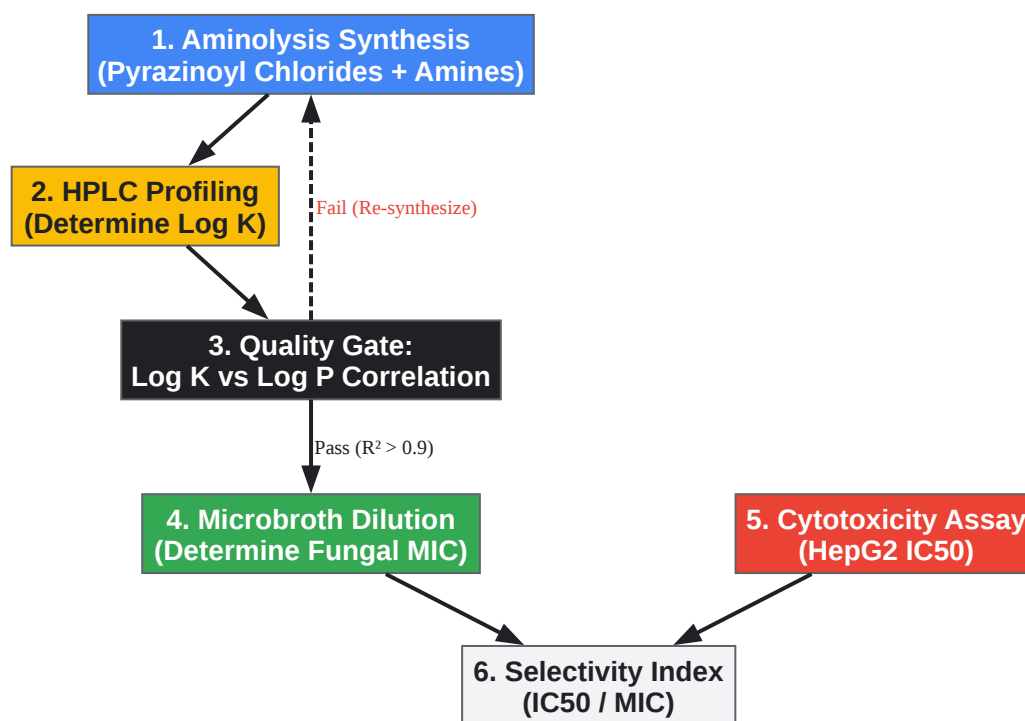 1. Aminolysis Synthesis
(Pyrazinoyl Chlorides + Amines)
2. HPLC Profiling
(Determine Log K)
Fail (Re-synthesize)
3. Quality Gate:
Log K vs Log P Correlation
Pass (R² > 0.9)
4. Microbroth Dilution
(Determine Fungal MIC)
5. Cytotoxicity Assay
(HepG2 IC50)
6. Selectivity Index
(IC50 / MIC)